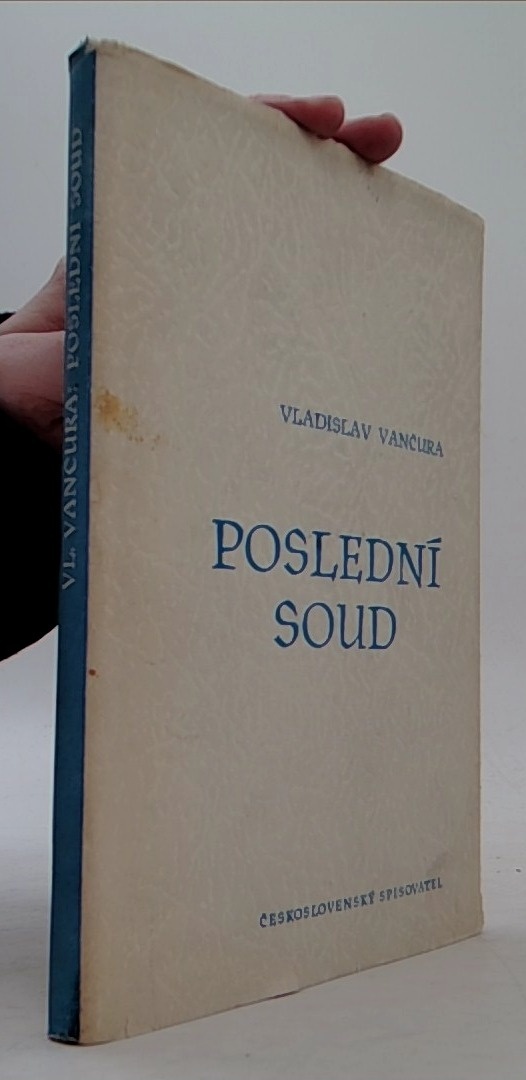 VL. VANČURA: POSLEDNÍ SOUD
VLADISLAV VANČURA
POSLEDNÍ
SOUD
ČESKOSLOVENSKÝ SPISOVATEL